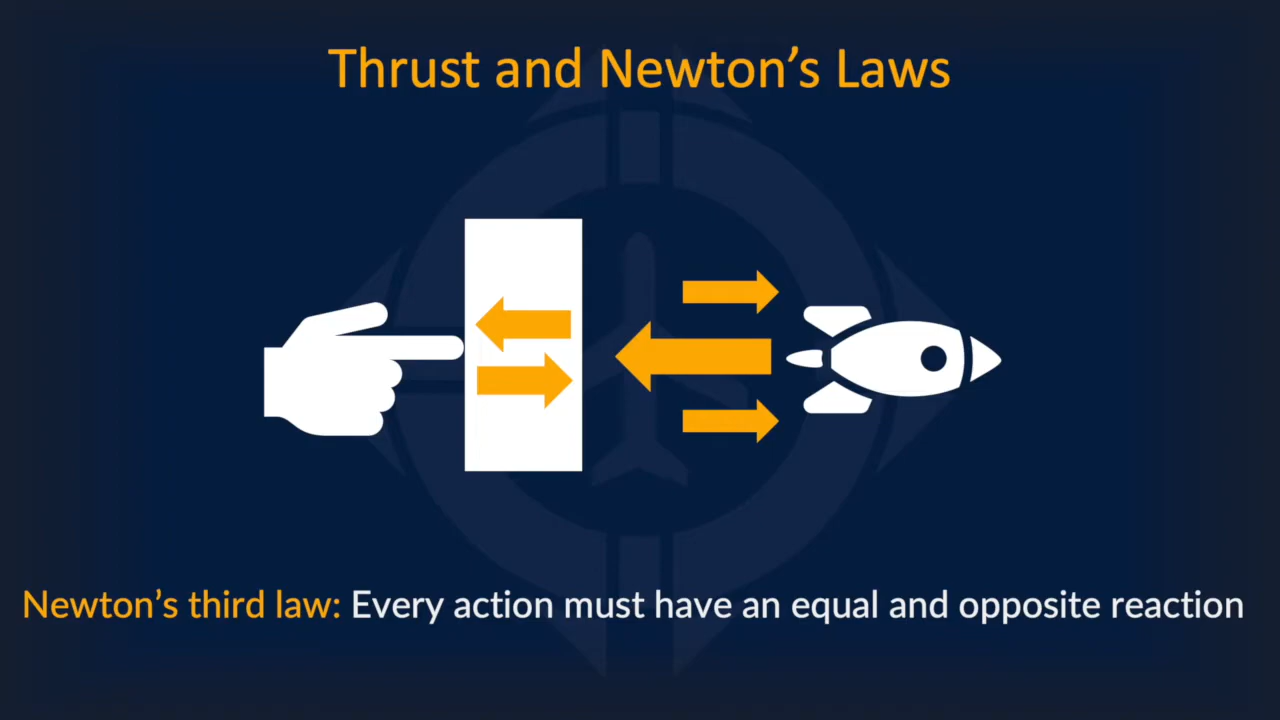 Thrust and Newton’s Laws
Newton’s third law: Every action must have an equal and opposite reaction